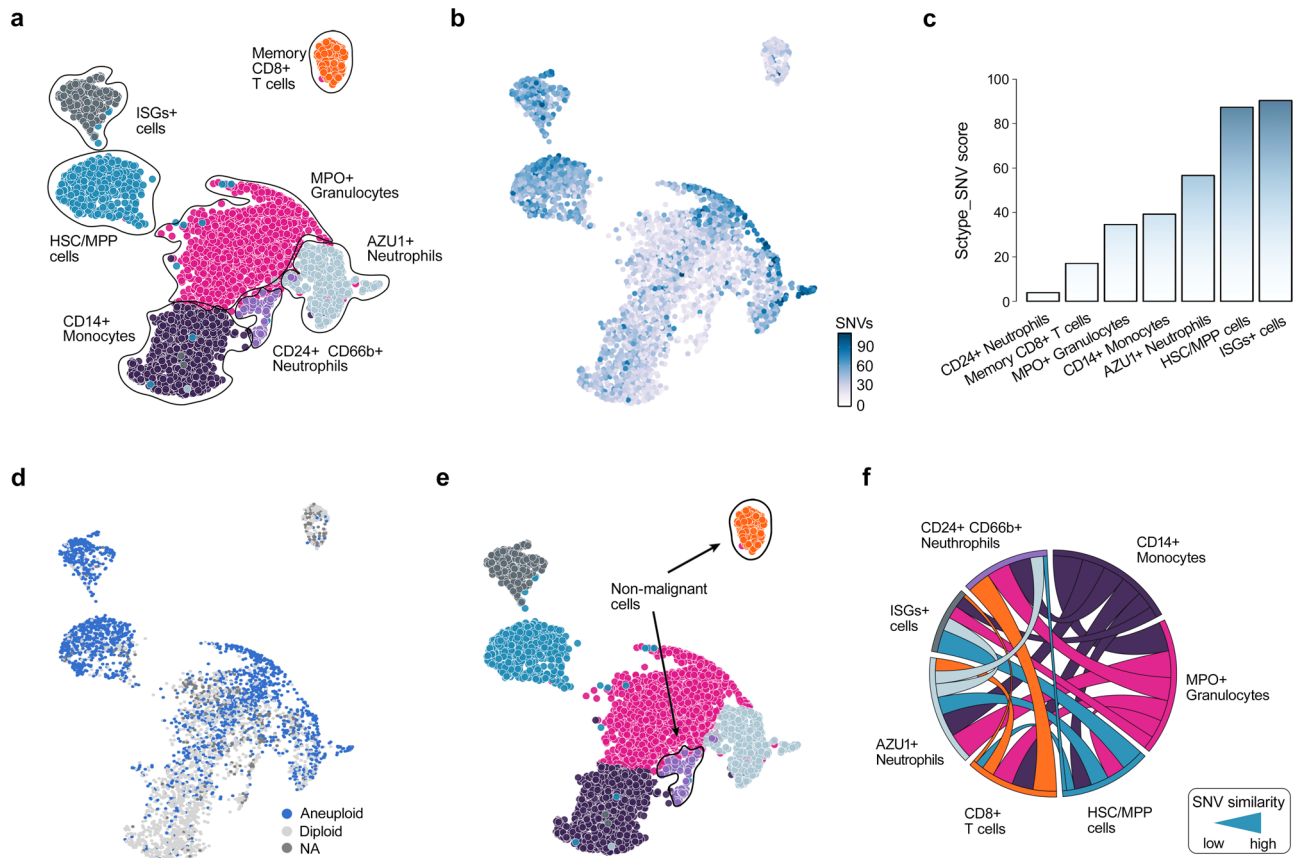 a
Memory
CD8+
T cells
ISGs+
cells
MPO+
Granulocytes
HSC/MPP
cells
AZU1+
Neutrophils
CD14+
Monocytes
CD24+ CD66b+
Neutrophils
b
SNVs
90
60
30
0
c
Sctype_SNV score
100
80
60
40
20
0
CD24+ Neutrophils
Memory CD8+ T cells
MPO+ Granulocytes
CD14+ Monocytes
AZU1+ Neutrophils
HSC/MPP cells
ISGs+ cells
d
Aneuploid
Diploid
NA
e
Non-malignant
cells
f
CD24+ CD66b+
Neuthrophils
CD14+
Monocytes
ISGs+
cells
MPO+
Granulocytes
AZU1+
Neutrophils
CD8+
T cells
HSC/MPP
cells
SNV similarity
low high